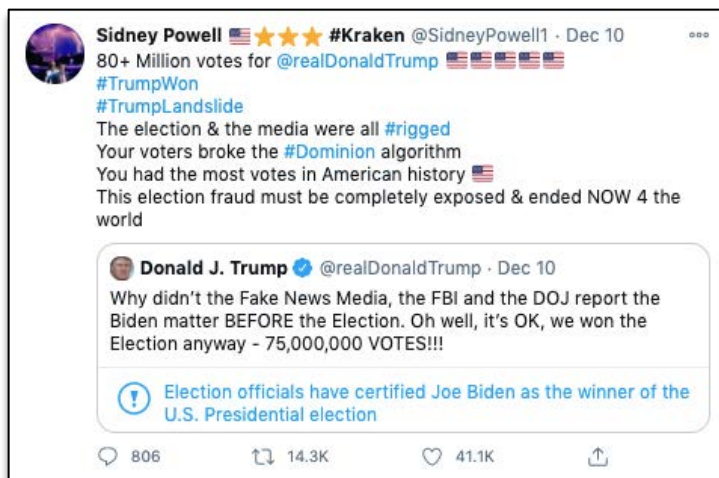 Sidney Powell 🇺🇸⭐⭐⭐ #Kraken @SidneyPowell1 · Dec 10
80+ Million votes for @realDonaldTrump 🇺🇸🇺🇸🇺🇸🇺🇸🇺🇸
#TrumpWon
#TrumpLandslide
The election & the media were all #rigged
Your voters broke the #Dominion algorithm
You had the most votes in American history 🇺🇸
This election fraud must be completely exposed & ended NOW 4 the
world
Donald J. Trump @realDonaldTrump · Dec 10
Why didn't the Fake News Media, the FBI and the DOJ report the
Biden matter BEFORE the Election. Oh well, it's OK, we won the
Election anyway - 75,000,000 VOTES!!!
Election officials have certified Joe Biden as the winner of the
U.S. Presidential election
806 14.3K 41.1K